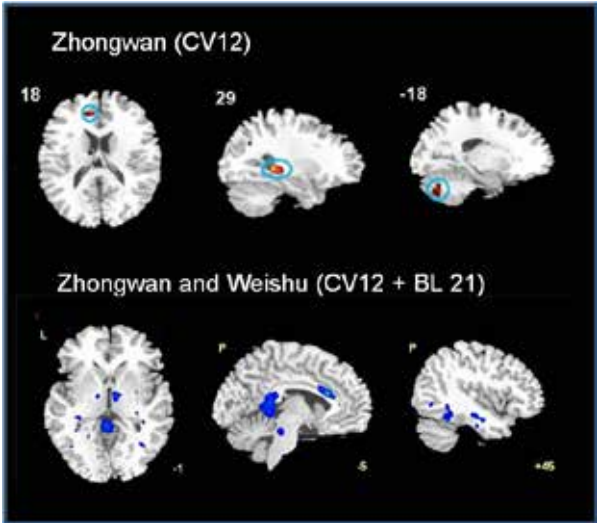 Zhongwan (CV12)
18
29
-18
Zhongwan and Weishu (CV12 + BL 21)
L
P
P
-1
-5
+45